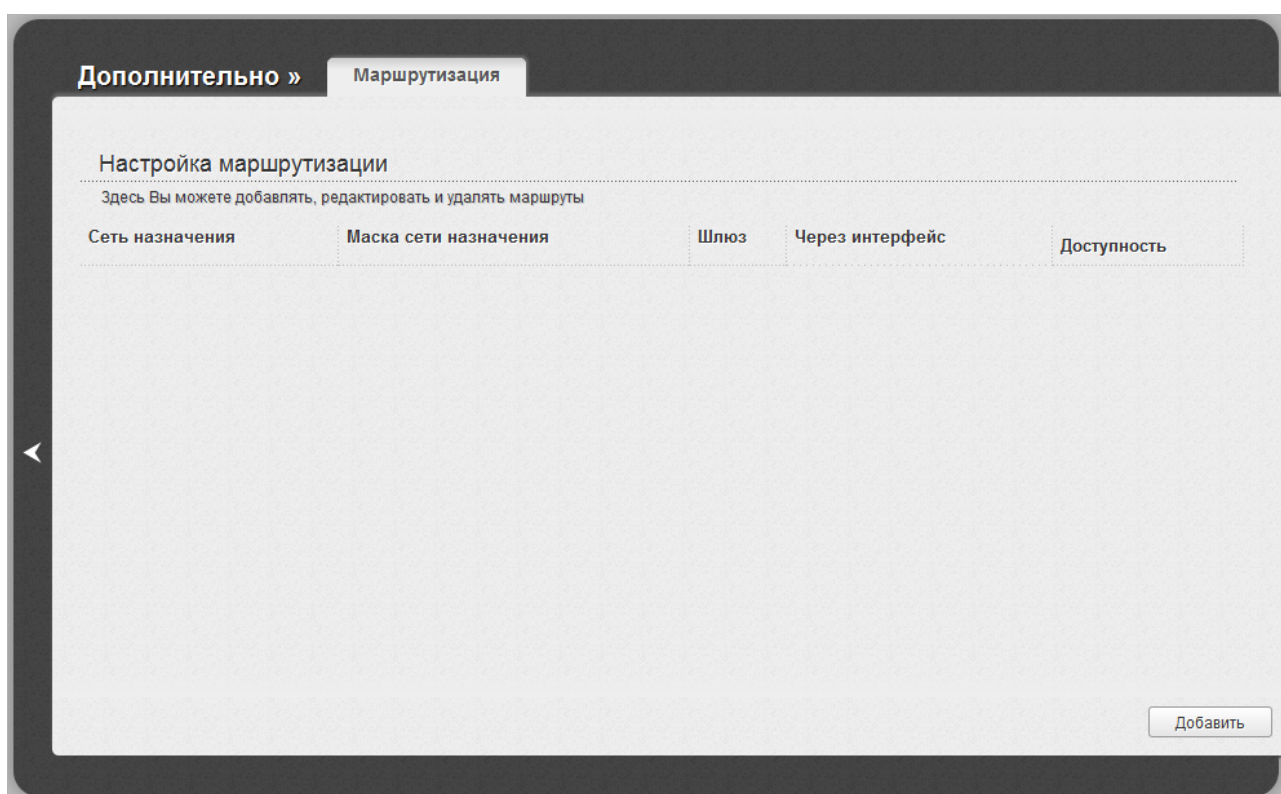 Дополнительно » Маршрутизация
Настройка маршрутизации
Здесь Вы можете добавлять, редактировать и удалять маршруты
Сеть назначения Маска сети назначения Шлюз Через интерфейс Доступность
Добавить